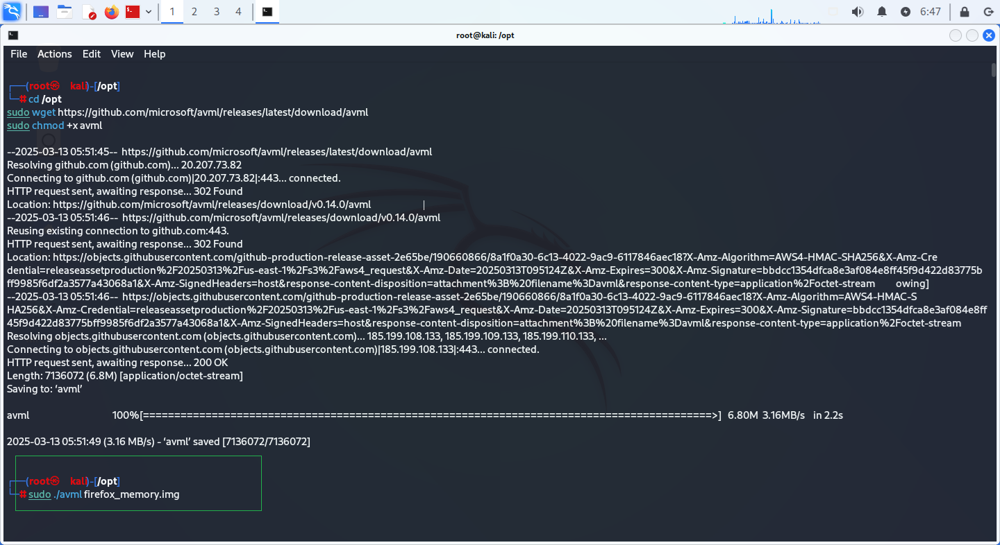 1 2 3 4 6:47
root@kali: /opt
File Actions Edit View Help
┌──(root㉿kali)-[/opt]
└─# cd /opt
sudo wget https://github.com/microsoft/avml/releases/latest/download/avml
sudo chmod +x avml
--2025-03-13 05:51:45-- https://github.com/microsoft/avml/releases/latest/download/avml
Resolving github.com (github.com)... 20.207.73.82
Connecting to github.com (github.com)|20.207.73.82|:443... connected.
HTTP request sent, awaiting response... 302 Found
Location: https://github.com/microsoft/avml/releases/download/v0.14.0/avml
--2025-03-13 05:51:46-- https://github.com/microsoft/avml/releases/download/v0.14.0/avml
Reusing existing connection to github.com:443.
HTTP request sent, awaiting response... 302 Found
Location: https://objects.githubusercontent.com/github-production-release-asset-2e65be/190660866/8a1f0a30-6c13-4022-9ac9-6117846aec18?X-Amz-Algorithm=AWS4-HMAC-SHA256&X-Amz-Cre
dential=releaseassetproduction%2F20250313%2Fus-east-1%2Fs3%2Faws4_request&X-Amz-Date=20250313T095124Z&X-Amz-Expires=300&X-Amz-Signature=bbdcc1354dfca8e3af084e8ff45f9d422d83775b
ff9985f6df2a3577a43068a1&X-Amz-SignedHeaders=host&response-content-disposition=attachment%3B%20filename%3Davml&response-content-type=application%2Foctet-stream owing]
--2025-03-13 05:51:46-- https://objects.githubusercontent.com/github-production-release-asset-2e65be/190660866/8a1f0a30-6c13-4022-9ac9-6117846aec18?X-Amz-Algorithm=AWS4-HMAC-S
HA256&X-Amz-Credential=releaseassetproduction%2F20250313%2Fus-east-1%2Fs3%2Faws4_request&X-Amz-Date=20250313T095124Z&X-Amz-Expires=300&X-Amz-Signature=bbdcc1354dfca8e3af084e8ff
45f9d422d83775bff9985f6df2a3577a43068a1&X-Amz-SignedHeaders=host&response-content-disposition=attachment%3B%20filename%3Davml&response-content-type=application%2Foctet-stream
Resolving objects.githubusercontent.com (objects.githubusercontent.com)... 185.199.108.133, 185.199.109.133, 185.199.110.133, ...
Connecting to objects.githubusercontent.com (objects.githubusercontent.com)|185.199.108.133|:443... connected.
HTTP request sent, awaiting response... 200 OK
Length: 7136072 (6.8M) [application/octet-stream]
Saving to: ‘avml’
avml 100%[===========================================================================================>] 6.80M 3.16MB/s in 2.2s
2025-03-13 05:51:49 (3.16 MB/s) - ‘avml’ saved [7136072/7136072]
┌──(root㉿kali)-[/opt]
└─# sudo ./avml firefox_memory.img